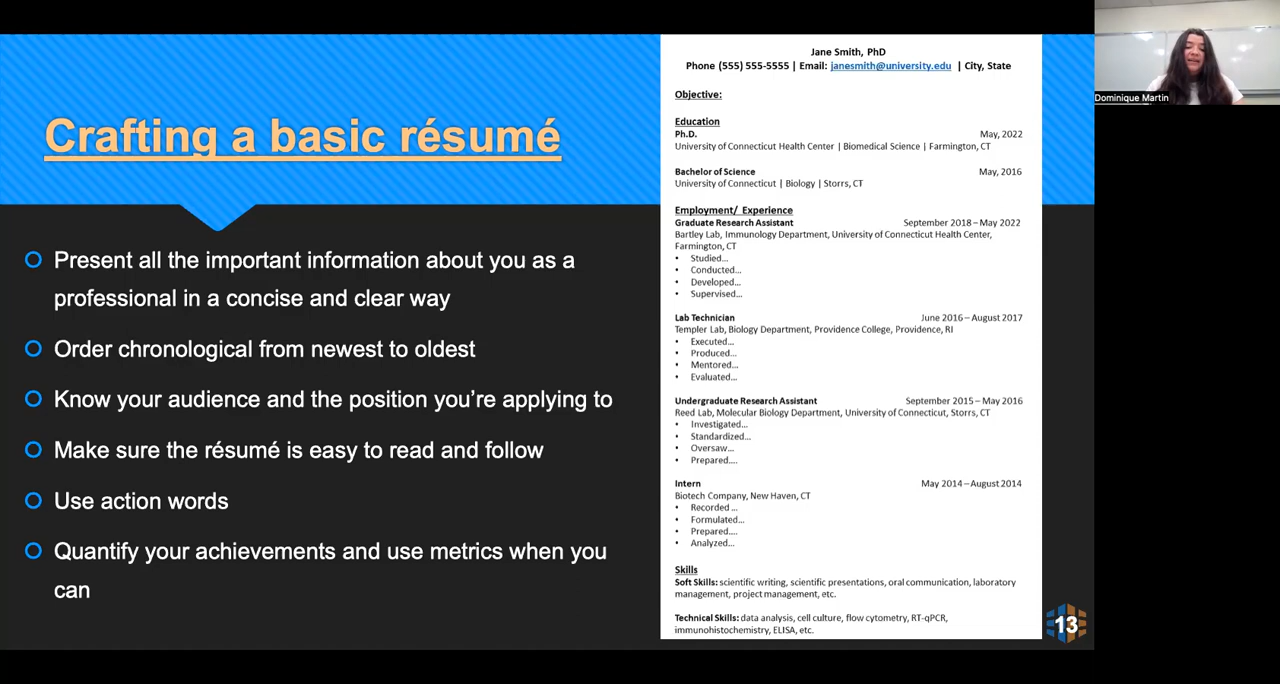 Crafting a basic résumé
Present all the important information about you as a
professional in a concise and clear way
Order chronological from newest to oldest
Know your audience and the position you’re applying to
Make sure the résumé is easy to read and follow
Use action words
Quantify your achievements and use metrics when you
can
Jane Smith, PhD
Phone (555) 555-5555 | Email: janesmith@university.edu | City, State
Objective:
Education
Ph.D. May, 2022
University of Connecticut Health Center | Biomedical Science | Farmington, CT
Bachelor of Science May, 2016
University of Connecticut | Biology | Storrs, CT
Employment/ Experience
Graduate Research Assistant September 2018 – May 2022
Bartley Lab, Immunology Department, University of Connecticut Health Center,
Farmington, CT
• Studied...
• Conducted...
• Developed...
• Supervised...
Lab Technician June 2016 – August 2017
Templer Lab, Biology Department, Providence College, Providence, RI
• Executed...
• Produced...
• Mentored...
• Evaluated...
Undergraduate Research Assistant September 2015 – May 2016
Reed Lab, Molecular Biology Department, University of Connecticut, Storrs, CT
• Investigated...
• Standardized...
• Oversaw...
• Prepared....
Intern May 2014 – August 2014
Biotech Company, New Haven, CT
• Recorded ...
• Formulated...
• Prepared....
• Analyzed...
Skills
Soft Skills: scientific writing, scientific presentations, oral communication, laboratory
management, project management, etc.
Technical Skills: data analysis, cell culture, flow cytometry, RT-qPCR,
immunohistochemistry, ELISA, etc.
13
Dominique Martin